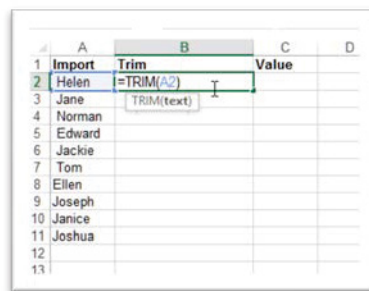 A B C D
1 Import Trim Value
2 Helen =TRIM(A2)
3 Jane TRIM(text)
4 Norman
5 Edward
6 Jackie
7 Tom
8 Ellen
9 Joseph
10 Janice
11 Joshua
12
13